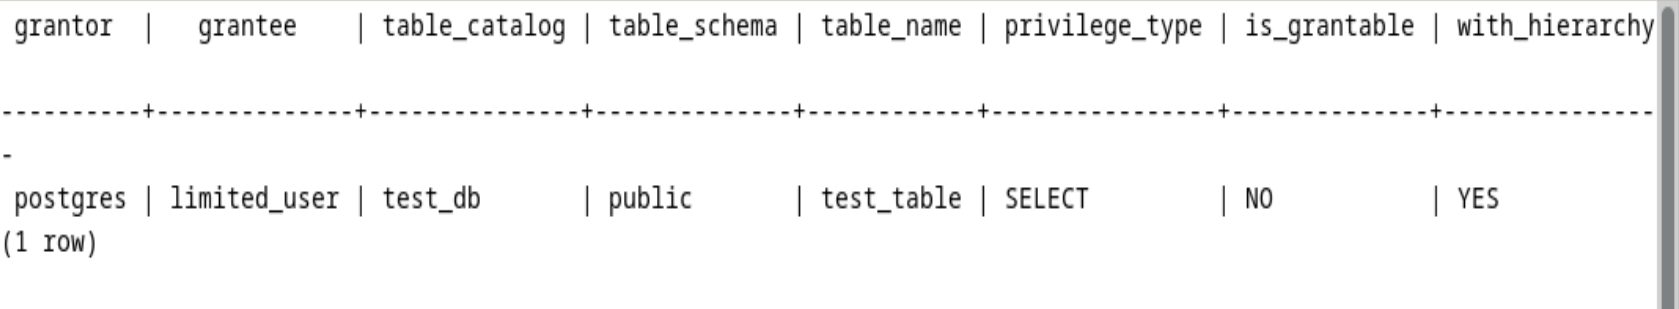 grantor  |   grantee    | table_catalog | table_schema | table_name | privilege_type | is_grantable | with_hierarchy
----------+--------------+---------------+--------------+------------+----------------+--------------+---------------
-
 postgres | limited_user | test_db       | public       | test_table | SELECT         | NO           | YES
(1 row)